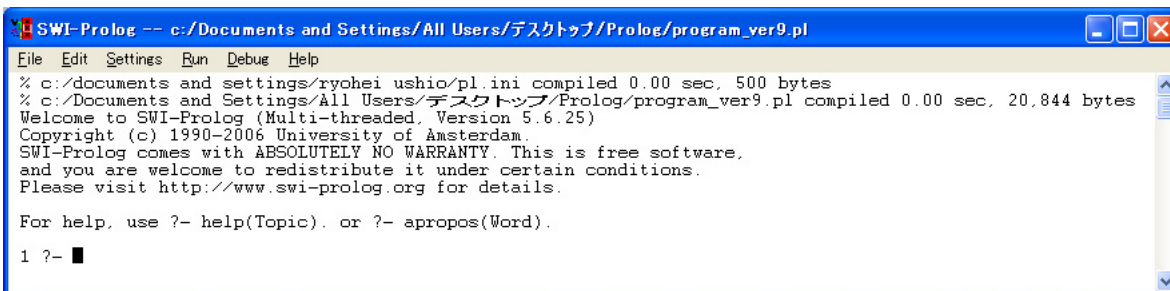 SWI-Prolog -- c:/Documents and Settings/All Users/デスクトップ/Prolog/program_ver9.pl
File Edit Settings Run Debug Help
% c:/documents and settings/ryohei ushio/pl.ini compiled 0.00 sec, 500 bytes
% c:/Documents and Settings/All Users/デスクトップ/Prolog/program_ver9.pl compiled 0.00 sec, 20,844 bytes
Welcome to SWI-Prolog (Multi-threaded, Version 5.6.25)
Copyright (c) 1990-2006 University of Amsterdam.
SWI-Prolog comes with ABSOLUTELY NO WARRANTY. This is free software,
and you are welcome to redistribute it under certain conditions.
Please visit http://www.swi-prolog.org for details.
For help, use ?- help(Topic). or ?- apropos(Word).
1 ?-